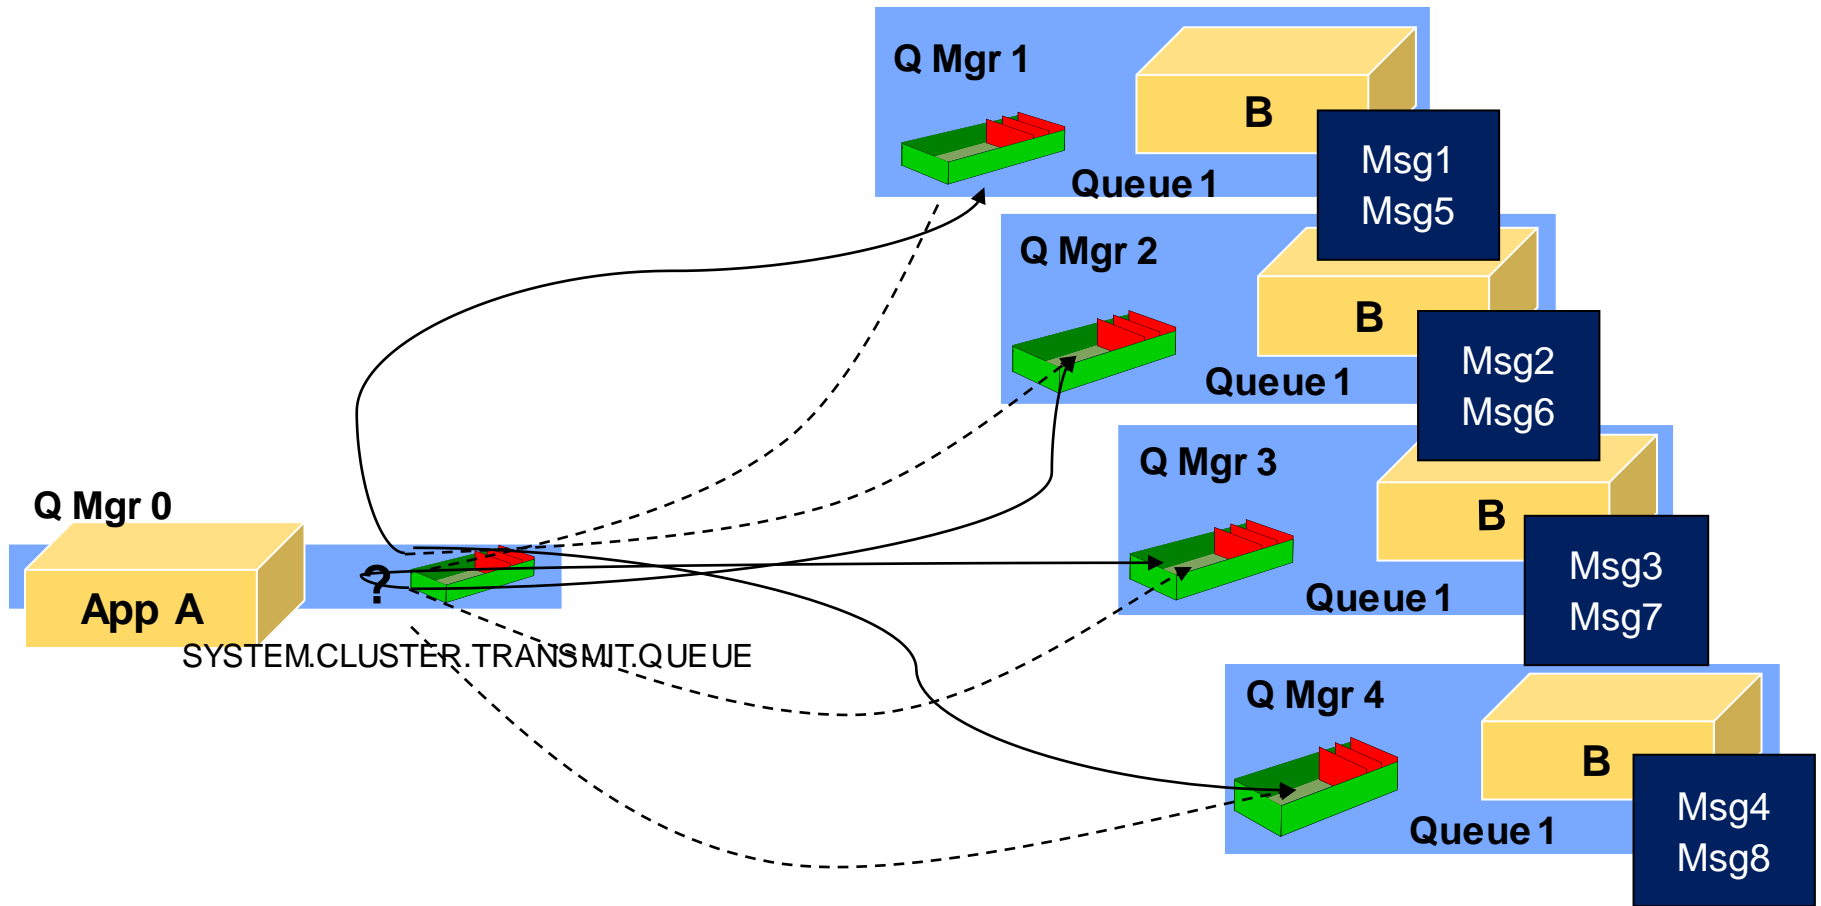 Q Mgr 1
B
Msg1
Msg5
Queue 1
Q Mgr 2
B
Msg2
Msg6
Queue 1
Q Mgr 3
B
Msg3
Msg7
Queue 1
Q Mgr 0
App A
?
SYSTEM.CLUSTER.TRANSMIT.QUEUE
Q Mgr 4
B
Msg4
Msg8
Queue 1